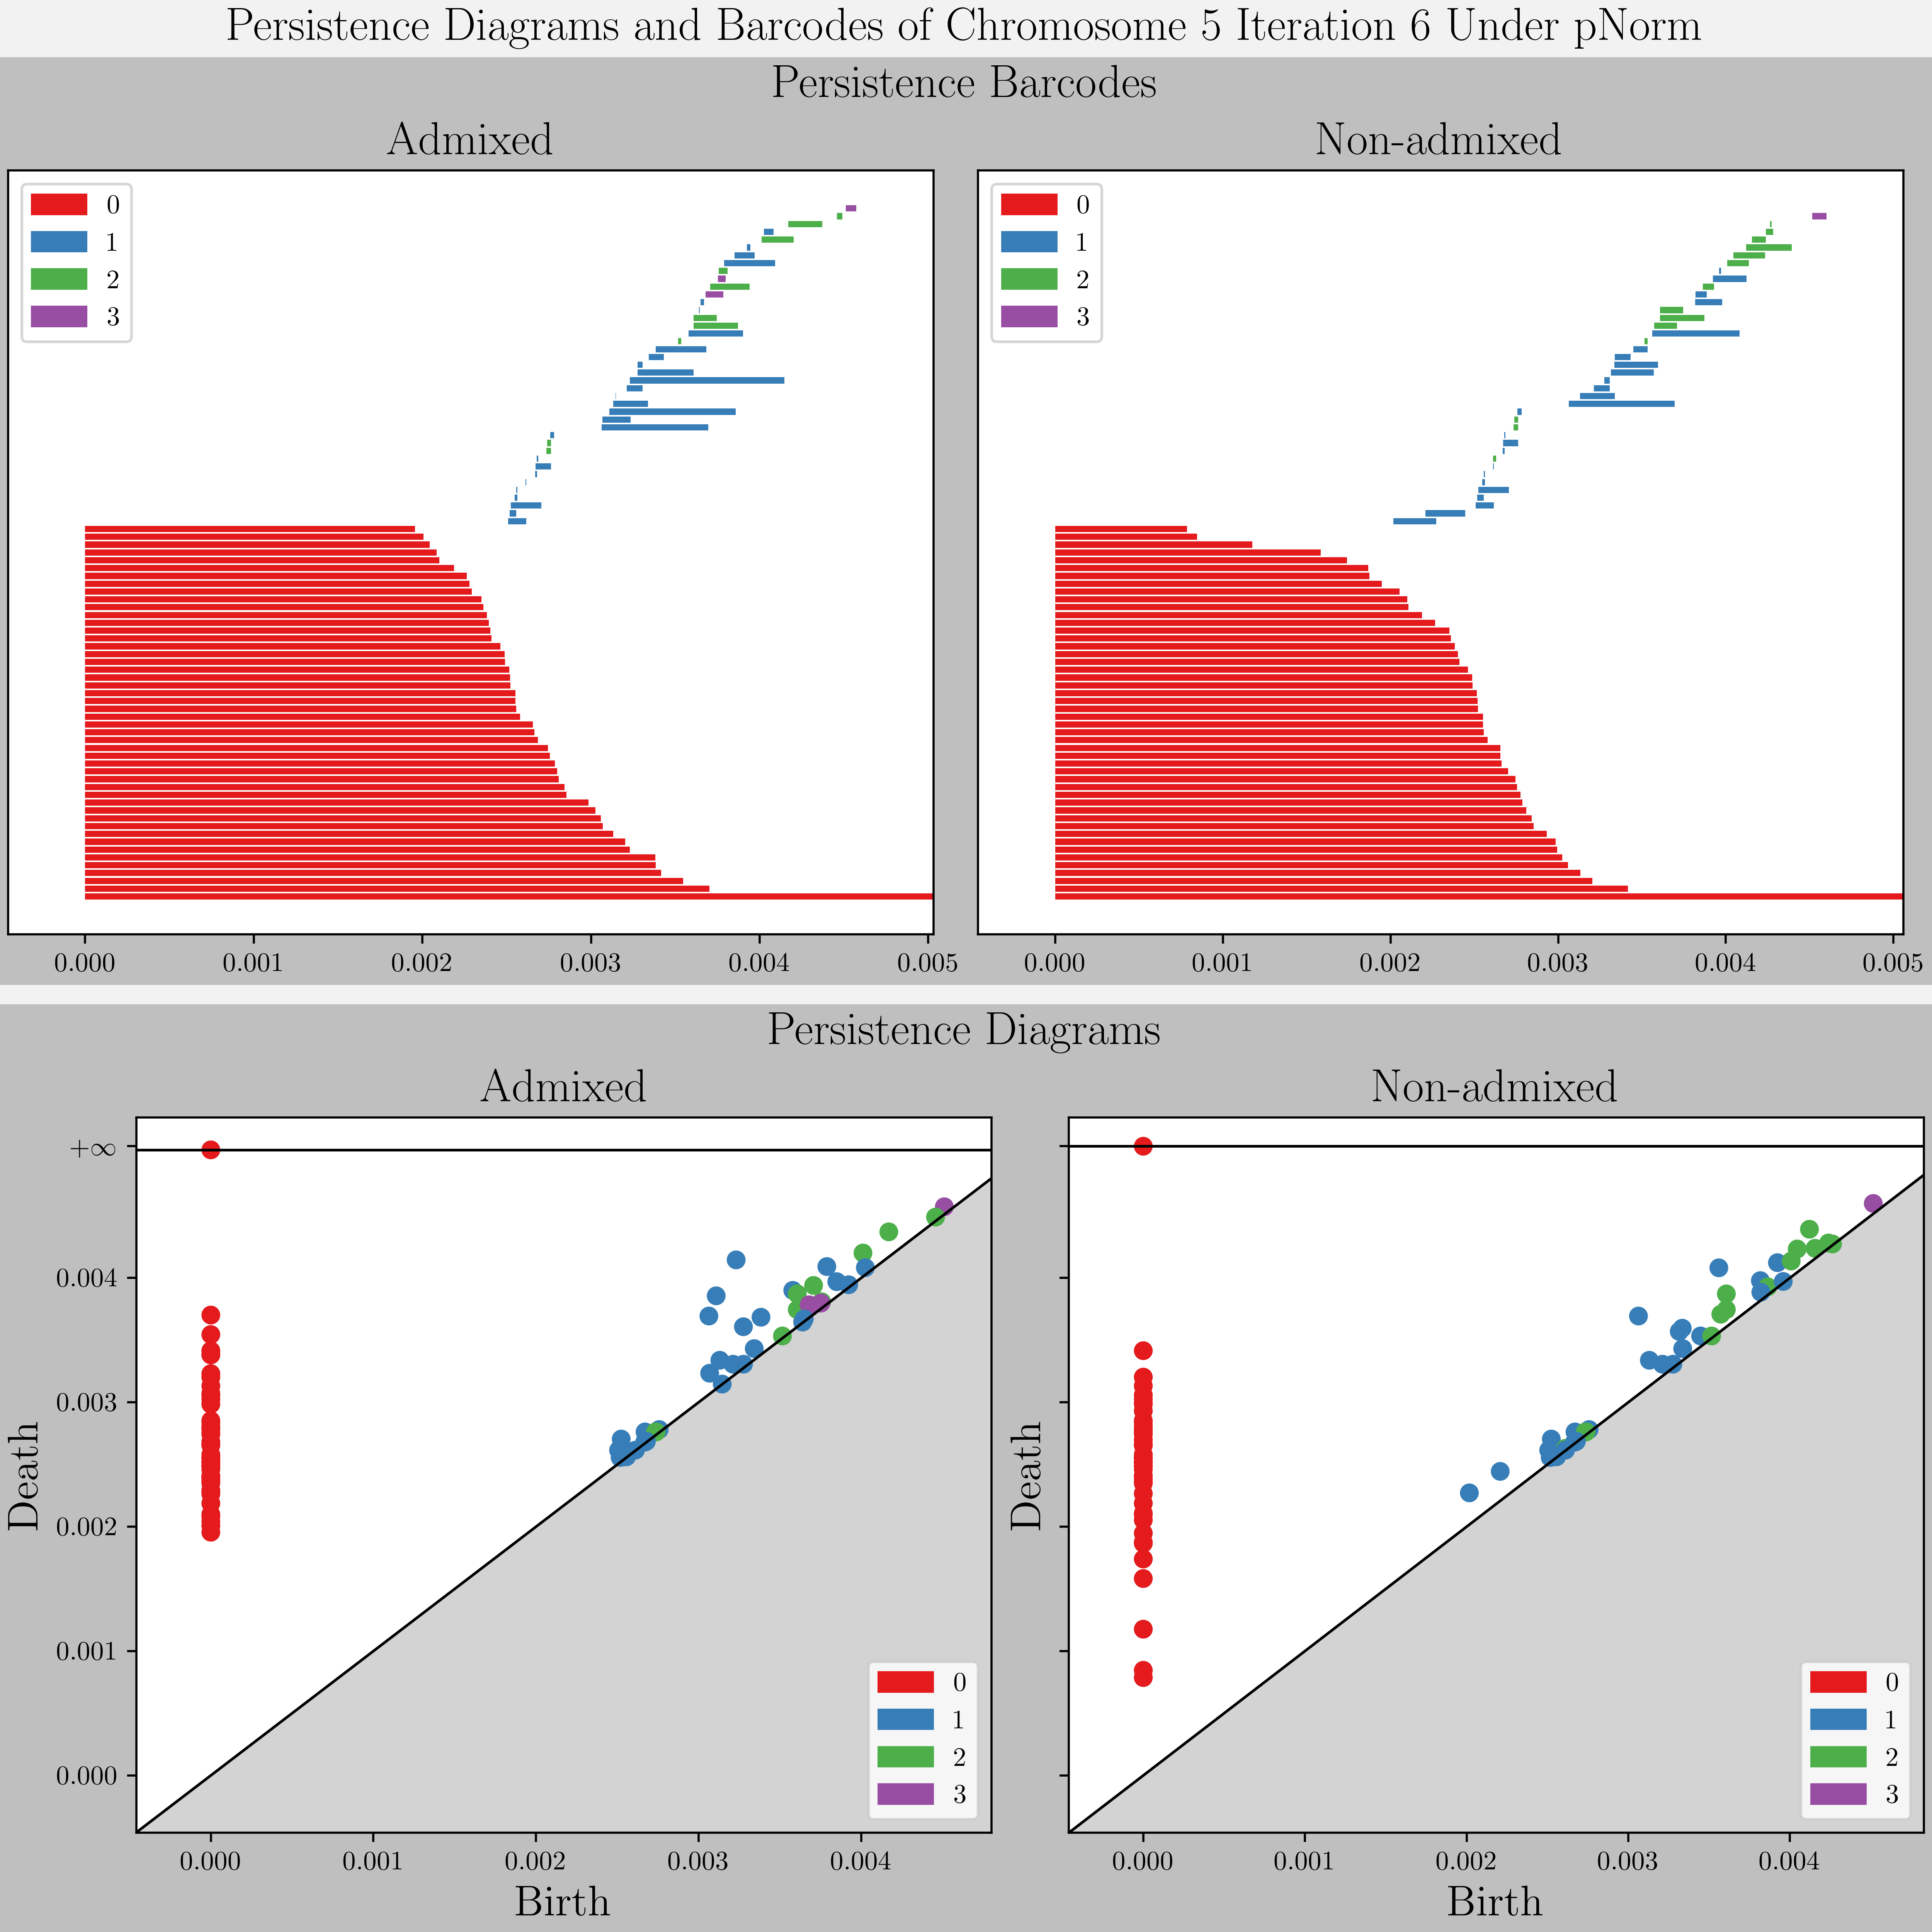 Persistence Diagrams and Barcodes of Chromosome 5 Iteration 6 Under pNorm
Persistence Barcodes
Admixed
Non-admixed
0
1
2
3
0
1
2
3
0.000 0.001 0.002 0.003 0.004 0.005
0.000 0.001 0.002 0.003 0.004 0.005
Persistence Diagrams
Admixed
Non-admixed
+∞
0.004
0.003
0.002
0.001
0.000
Death
Death
0
1
2
3
0
1
2
3
0.000 0.001 0.002 0.003 0.004
0.000 0.001 0.002 0.003 0.004
Birth
Birth